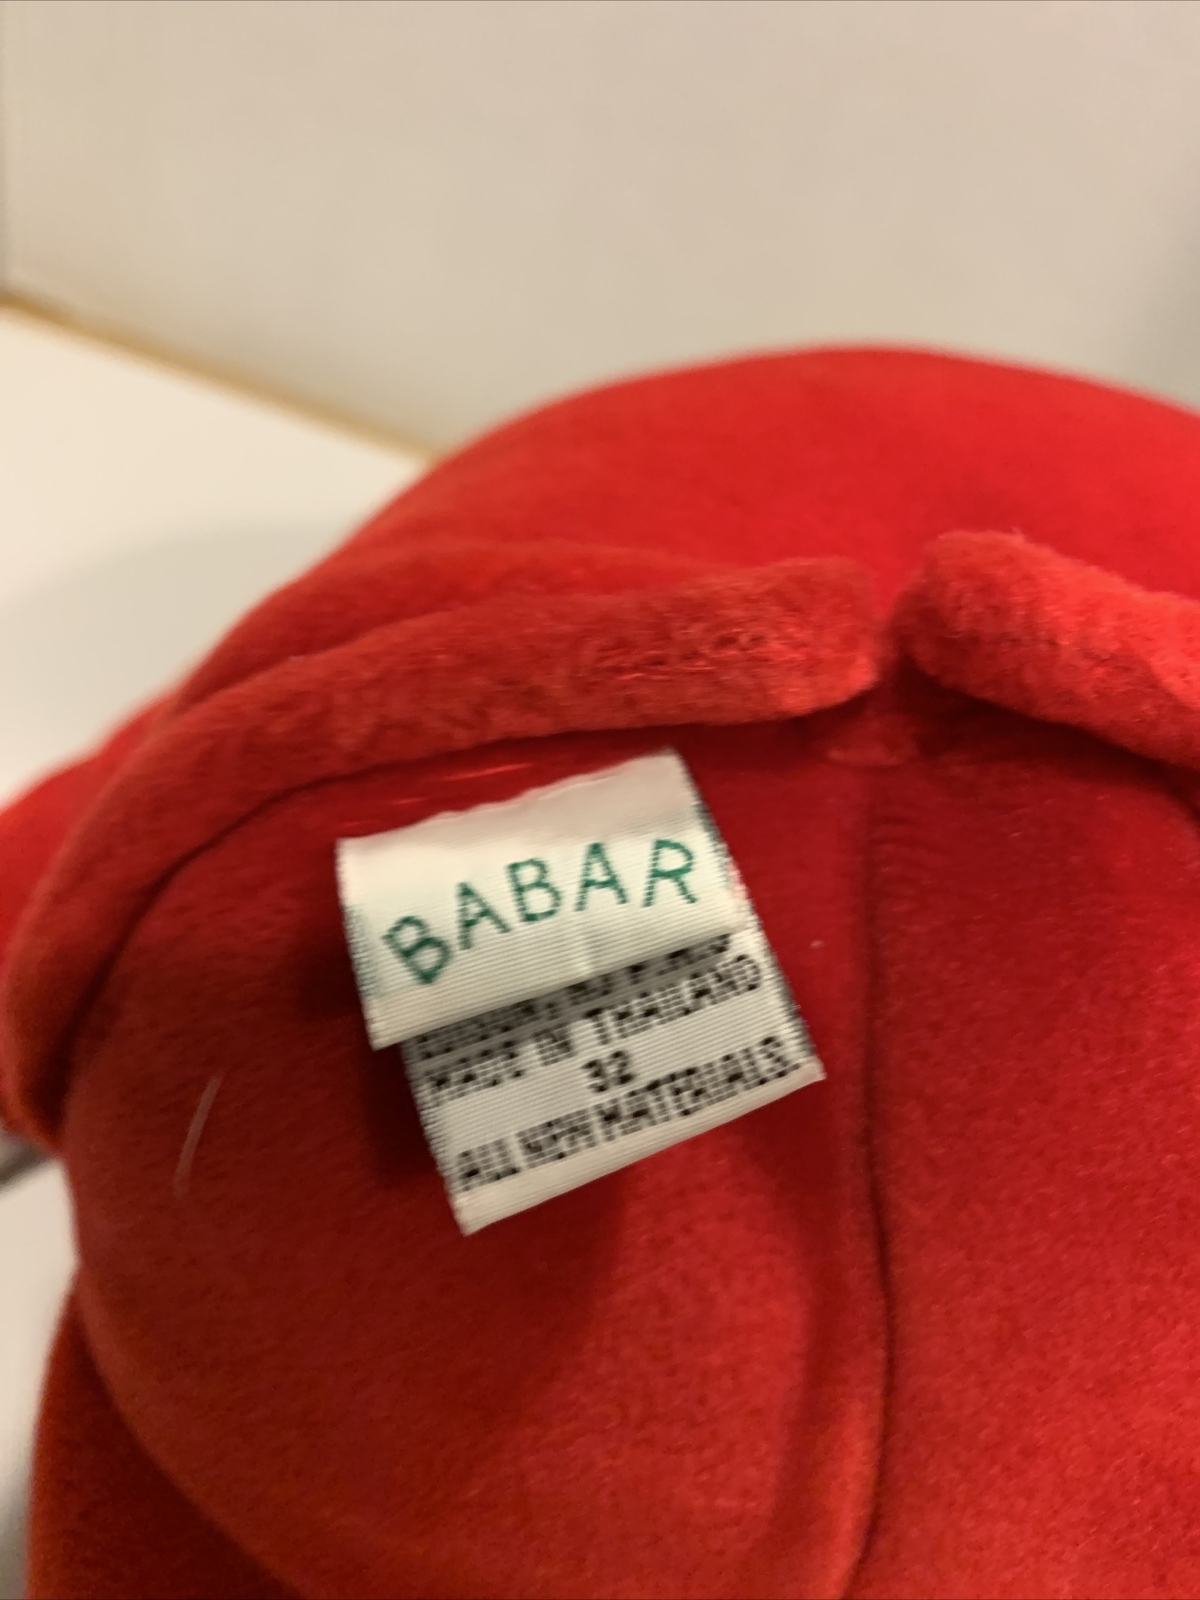 BABAR
MADE IN THAILAND
32
ALL NEW MATERIALS